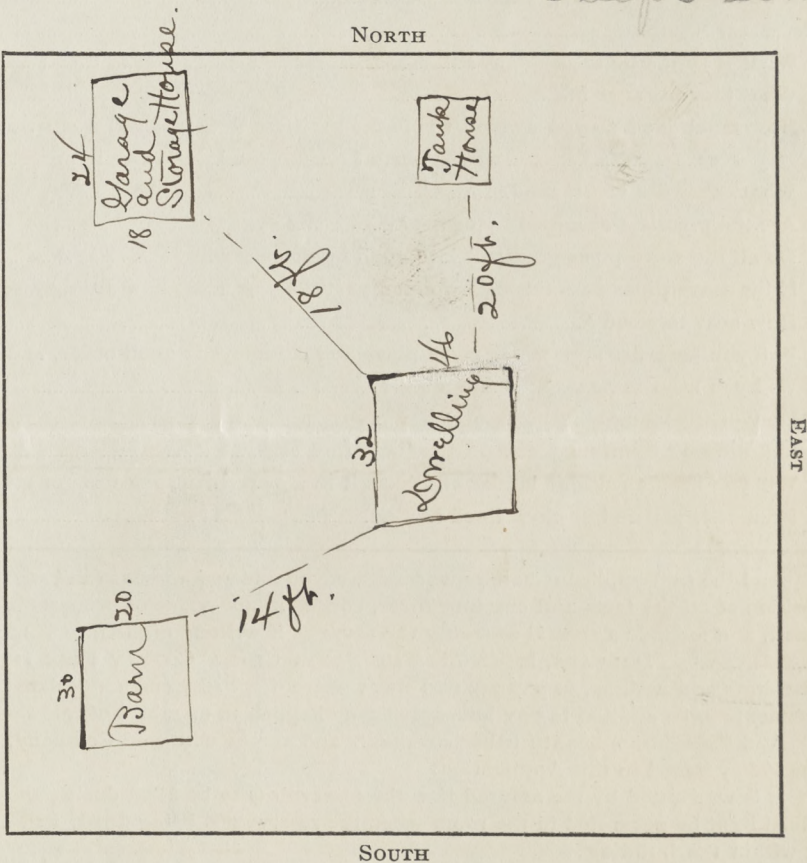 NORTH
Garage
and
Storage House.
24
18
Tank
House
18 ft.
20 ft.
46
32
Dwelling
EAST
14 ft.
20.
30
Barn
SOUTH